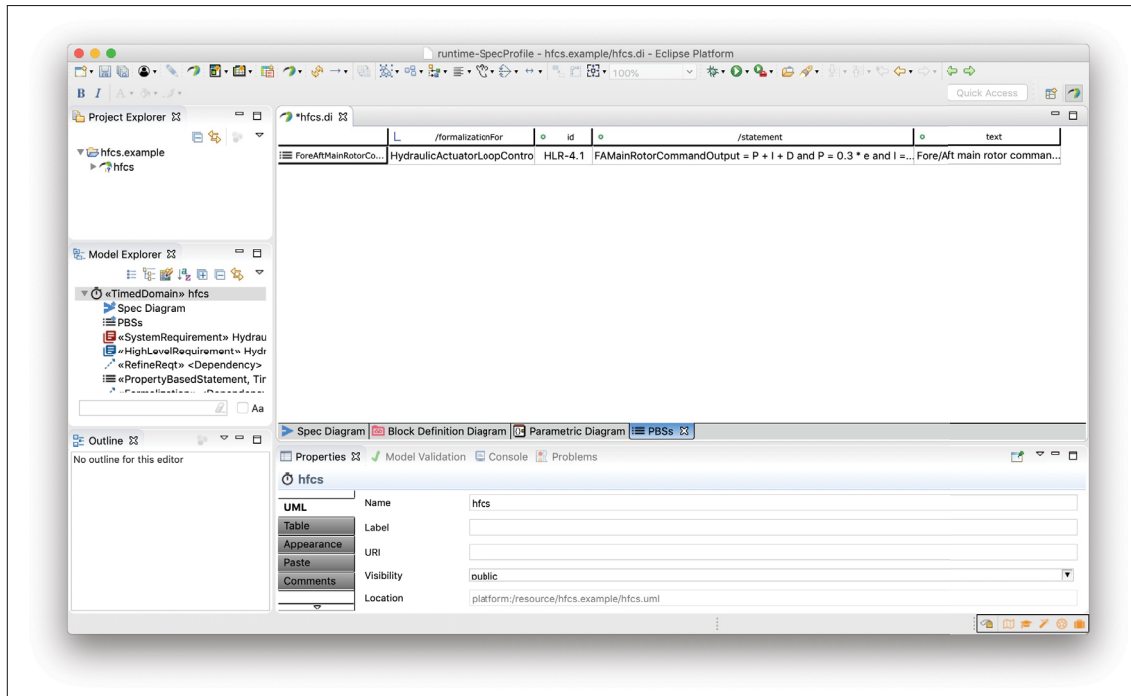 runtime-SpecProfile - hfcs.example/hfcs.di - Eclipse Platform
100%
B I A
Quick Access
Project Explorer
hfcs.example
hfcs
Model Explorer
«TimedDomain» hfcs
Spec Diagram
PBSs
«SystemRequirement» Hydrau
«HighLevelRequirement» Hydr
«RefineReqt» <Dependency>
«PropertyBasedStatement, Tir
Aa
Outline
No outline for this editor
*hfcs.di
/formalizationFor id /statement text
ForeAftMainRotorCo... HydraulicActuatorLoopContro HLR-4.1 FAMainRotorCommandOutput = P + I + D and P = 0.3 * e and I =... Fore/Aft main rotor comman...
Spec Diagram Block Definition Diagram Parametric Diagram PBSs
Properties Model Validation Console Problems
hfcs
UML
Table
Appearance
Paste
Comments
Name hfcs
Label
URI
Visibility public
Location platform:/resource/hfcs.example/hfcs.uml